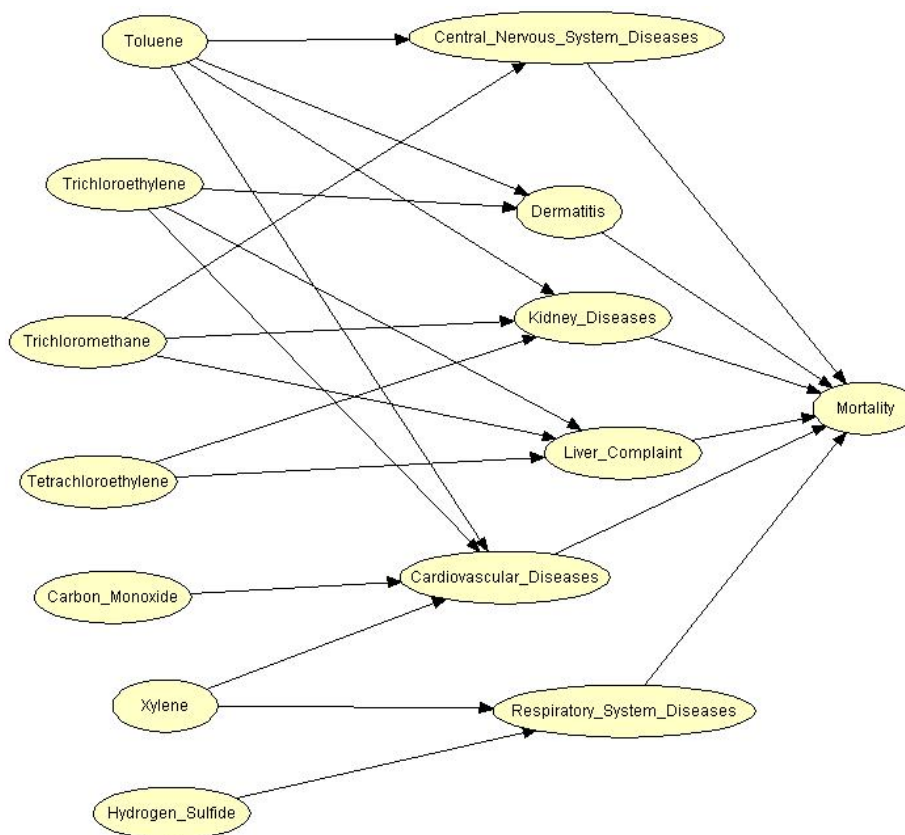 Toluene
Central_Nervous_System_Diseases
Trichloroethylene
Dermatitis
Trichloromethane
Kidney_Diseases
Mortality
Tetrachloroethylene
Liver_Complaint
Carbon_Monoxide
Cardiovascular_Diseases
Xylene
Respiratory_System_Diseases
Hydrogen_Sulfide